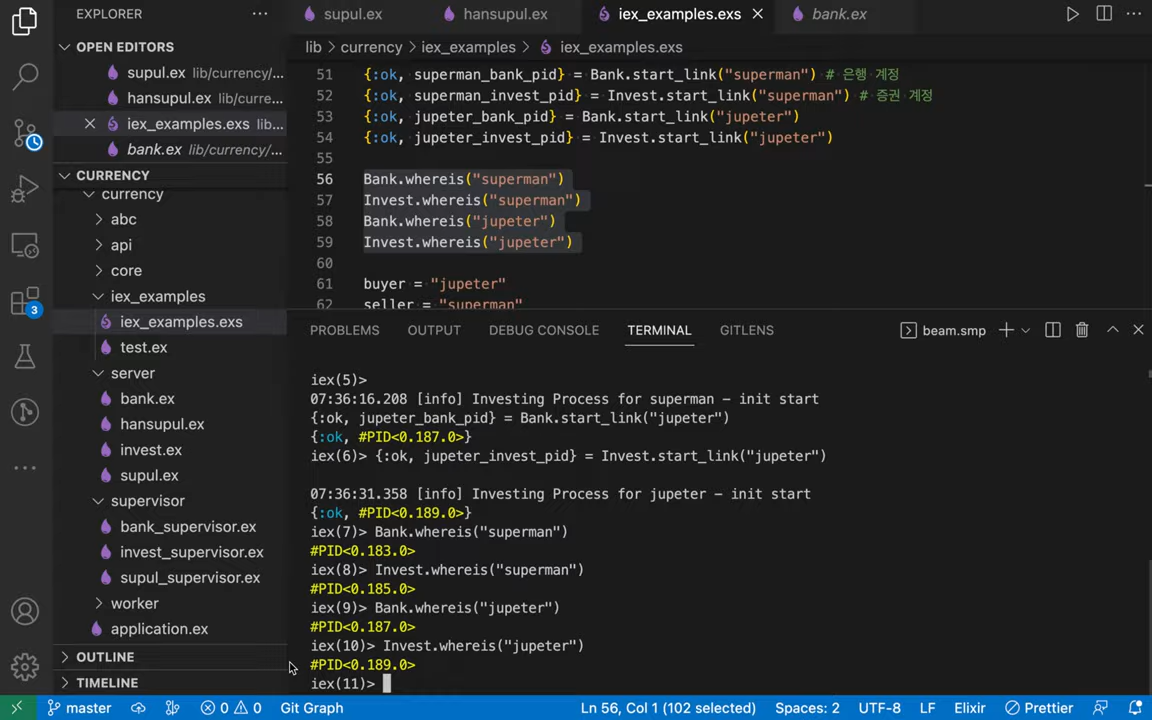 EXPLORER
OPEN EDITORS
supul.ex lib/currency/...
hansupul.ex lib/curre...
iex_examples.exs lib...
bank.ex lib/currency/...
CURRENCY
currency
abc
api
core
iex_examples
iex_examples.exs
test.ex
server
bank.ex
hansupul.ex
invest.ex
supul.ex
supervisor
bank_supervisor.ex
invest_supervisor.ex
supul_supervisor.ex
worker
application.ex
OUTLINE
TIMELINE
3
supul.ex hansupul.ex iex_examples.exs bank.ex
lib > currency > iex_examples > iex_examples.exs
51 {:ok, superman_bank_pid} = Bank.start_link("superman") # 은행 계정
52 {:ok, superman_invest_pid} = Invest.start_link("superman") # 증권 계정
53 {:ok, jupeter_bank_pid} = Bank.start_link("jupeter")
54 {:ok, jupeter_invest_pid} = Invest.start_link("jupeter")
55
56 Bank.whereis("superman")
57 Invest.whereis("superman")
58 Bank.whereis("jupeter")
59 Invest.whereis("jupeter")
60
61 buyer = "jupeter"
62 seller = "superman"
PROBLEMS OUTPUT DEBUG CONSOLE TERMINAL GITLENS beam.smp
iex(5)>
07:36:16.208 [info] Investing Process for superman - init start
{:ok, jupeter_bank_pid} = Bank.start_link("jupeter")
{:ok, #PID<0.187.0>}
iex(6)> {:ok, jupeter_invest_pid} = Invest.start_link("jupeter")
07:36:31.358 [info] Investing Process for jupeter - init start
{:ok, #PID<0.189.0>}
iex(7)> Bank.whereis("superman")
#PID<0.183.0>
iex(8)> Invest.whereis("superman")
#PID<0.185.0>
iex(9)> Bank.whereis("jupeter")
#PID<0.187.0>
iex(10)> Invest.whereis("jupeter")
#PID<0.189.0>
iex(11)>
master 0 0 Git Graph Ln 56, Col 1 (102 selected) Spaces: 2 UTF-8 LF Elixir Prettier